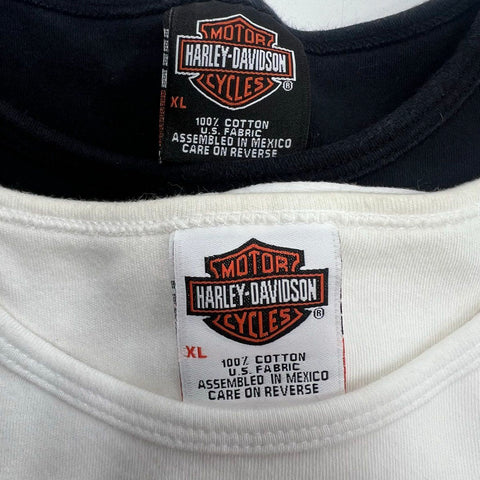 MOTOR
HARLEY-DAVIDSON
CYCLES
®
XL
100% COTTON
U.S. FABRIC
ASSEMBLED IN MEXICO
CARE ON REVERSE
MOTOR
HARLEY-DAVIDSON
CYCLES
®
XL
100% COTTON
U.S. FABRIC
ASSEMBLED IN MEXICO
CARE ON REVERSE